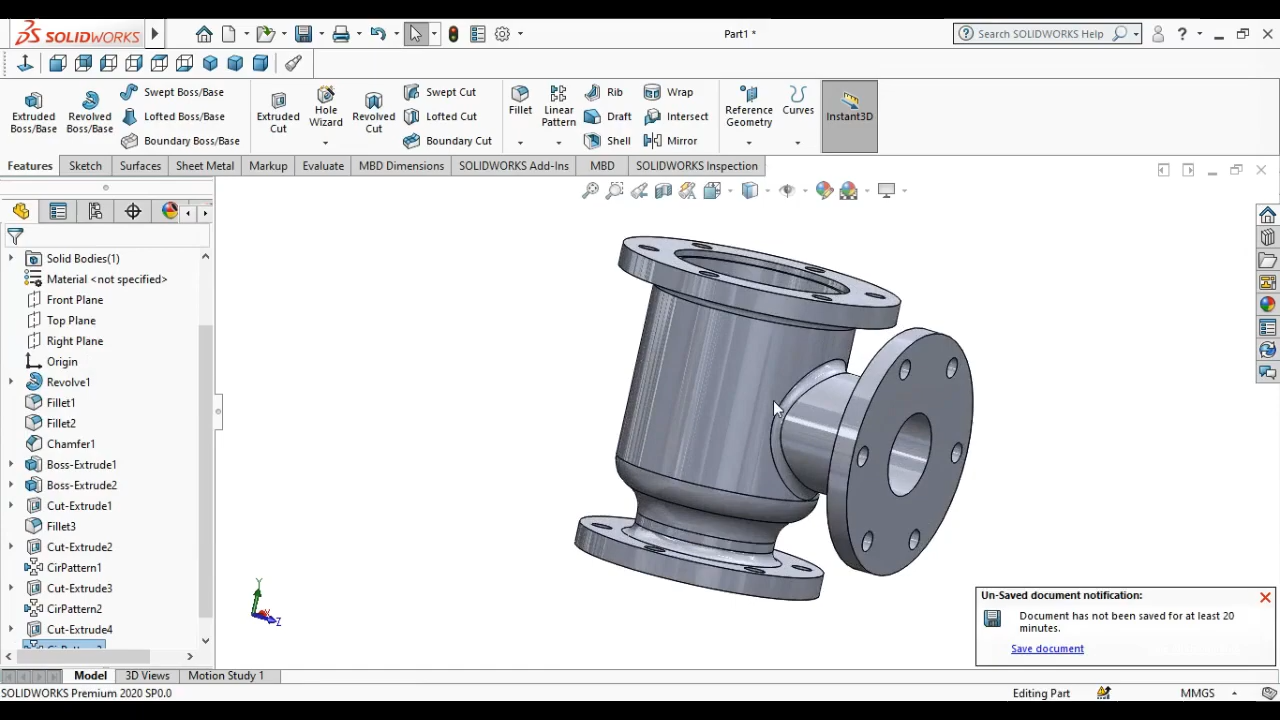 SOLIDWORKS
Part1 *
Search SOLIDWORKS Help
Extruded Boss/Base
Revolved Boss/Base
Swept Boss/Base
Lofted Boss/Base
Boundary Boss/Base
Extruded Cut
Hole Wizard
Revolved Cut
Swept Cut
Lofted Cut
Boundary Cut
Fillet
Linear Pattern
Rib
Draft
Shell
Wrap
Intersect
Mirror
Reference Geometry
Curves
Instant3D
Features
Sketch
Surfaces
Sheet Metal
Markup
Evaluate
MBD Dimensions
SOLIDWORKS Add-Ins
MBD
SOLIDWORKS Inspection
Solid Bodies(1)
Material <not specified>
Front Plane
Top Plane
Right Plane
Origin
Revolve1
Fillet1
Fillet2
Chamfer1
Boss-Extrude1
Boss-Extrude2
Cut-Extrude1
Fillet3
Cut-Extrude2
CirPattern1
Cut-Extrude3
CirPattern2
Cut-Extrude4
Y
Z
Un-Saved document notification:
Document has not been saved for at least 20
minutes.
Save document
Model
3D Views
Motion Study 1
SOLIDWORKS Premium 2020 SP0.0
Editing Part
MMGS